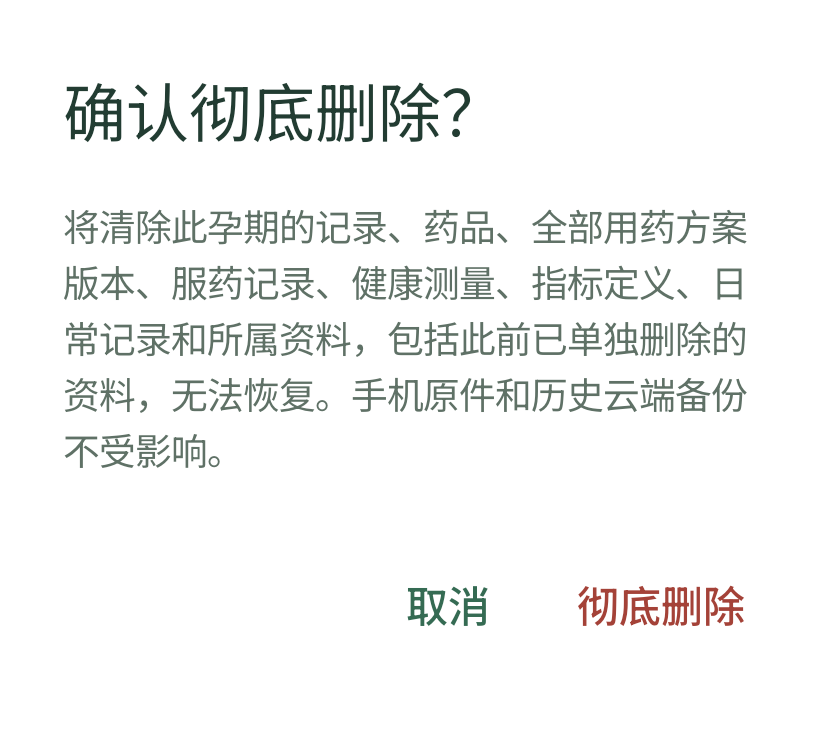 确认彻底删除？
将清除此孕期的记录、药品、全部用药方案
版本、服药记录、健康测量、指标定义、日
常记录和所属资料，包括此前已单独删除的
资料，无法恢复。手机原件和历史云端备份
不受影响。
取消 彻底删除